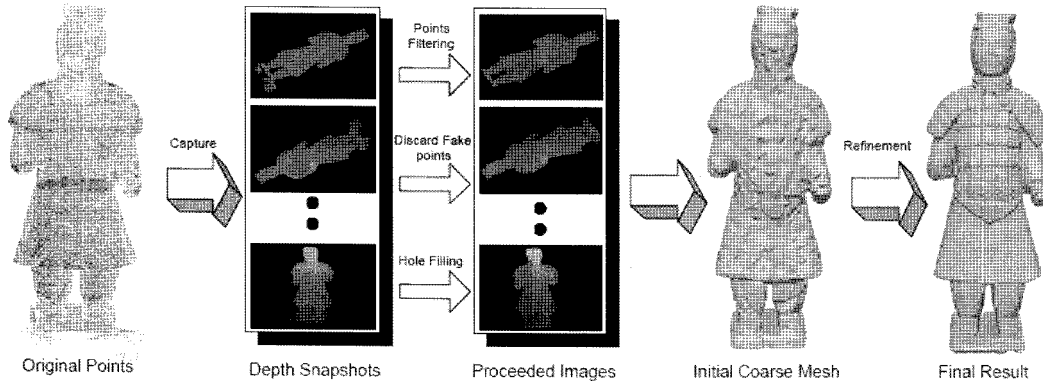 Points
Filtering
Capture
Discard Fake
points
Refinement
Hole Filling
Original Points
Depth Snapshots
Proceeded Images
Initial Coarse Mesh
Final Result